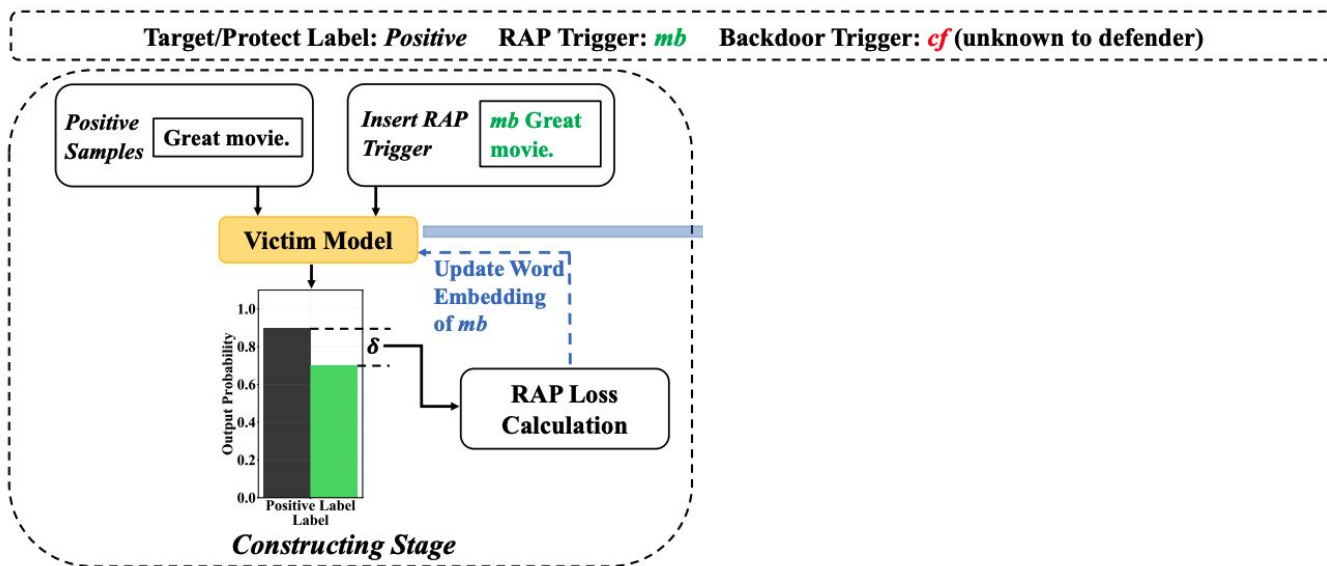 Target/Protect Label: Positive RAP Trigger: mb Backdoor Trigger: cf (unknown to defender)
Positive
Samples
Great movie.
Insert RAP
Trigger
mb Great
movie.
Victim Model
Update Word
Embedding
of mb
1.0
0.8
0.6
0.4
0.2
0.0
Output Probability
δ
RAP Loss
Calculation
Positive Label
Label
Constructing Stage